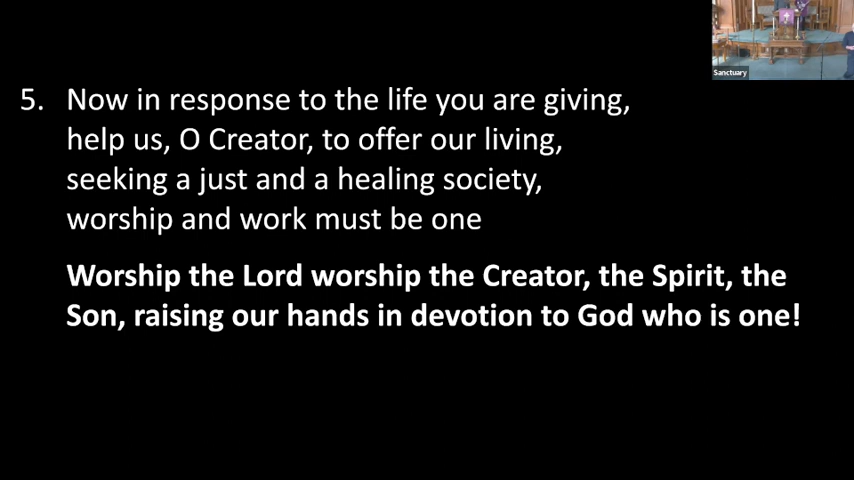 Sanctuary
5. Now in response to the life you are giving,
help us, O Creator, to offer our living,
seeking a just and a healing society,
worship and work must be one
Worship the Lord worship the Creator, the Spirit, the
Son, raising our hands in devotion to God who is one!